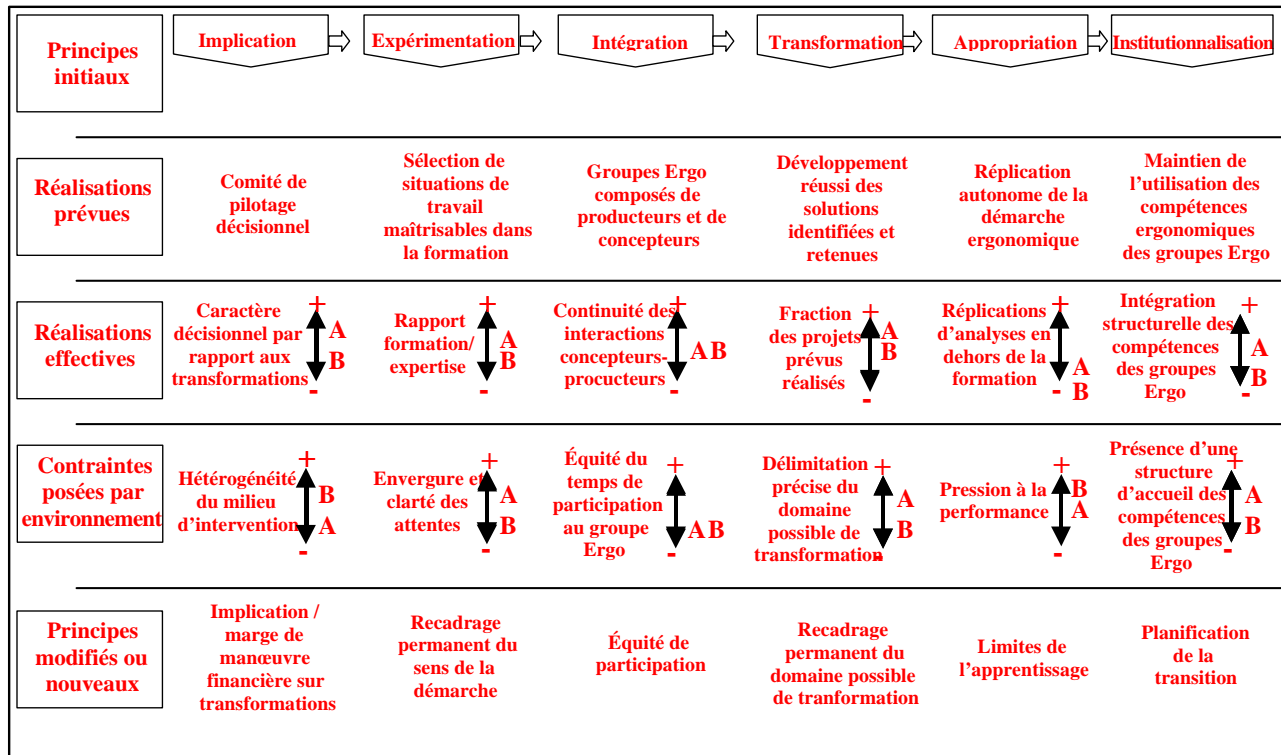 Principes
initiaux
Implication
Expérimentation
Intégration
Transformation
Appropriation
Institutionnalisation
Réalisations
prévues
Comité de
pilotage
décisionnel
Sélection de
situations de
travail
maîtrisables dans
la formation
Groupes Ergo
composés de
producteurs et de
concepteurs
Développement
réussi des
solutions
identifiées et
retenues
Réplication
autonome de la
démarche
ergonomique
Maintien de
l’utilisation des
compétences
ergonomiques
des groupes Ergo
Réalisations
effectives
Caractère
décisionnel par
rapport aux
transformations
+
A
B
-
Rapport
formation/
expertise
+
A
B
-
Continuité des
interactions
concepteurs-
procucteurs
+
A B
-
Fraction
des projets
prévus
réalisés
+
A
B
-
Réplications
d’analyses en
dehors de la
formation
+
A
- B
Intégration
structurelle des
compétences
des groupes
Ergo
+
A
B
-
Contraintes
posées par
environnement
Hétérogénéité
du milieu
d’intervention
+
B
A
-
Envergure et
clarté des
attentes
+
A
B
-
Équité du
temps de
participation
au groupe
Ergo
+
A B
-
Délimitation
précise du
domaine
possible de
transformation
+
A
B
-
Pression à la
performance
+
B
A
-
Présence d’une
structure
d’accueil des
compétences
des groupes
Ergo
+
A
B
-
Principes
modifiés ou
nouveaux
Implication /
marge de
manœuvre
financière sur
transformations
Recadrage
permanent du
sens de la
démarche
Équité de
participation
Recadrage
permanent du
domaine possible
de tranformation
Limites de
l’apprentissage
Planification
de la
transition